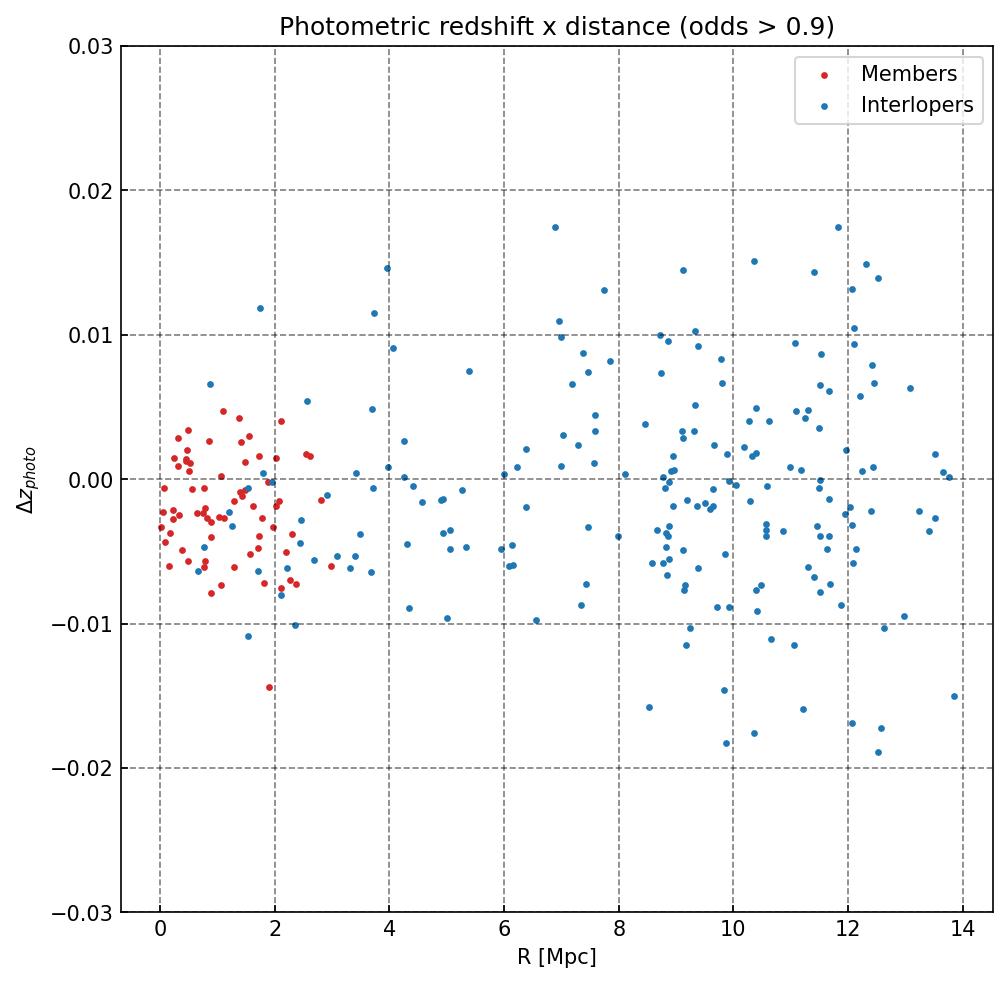 Photometric redshift x distance (odds > 0.9)
Members
Interlopers
0.03
0.02
0.01
0.00
−0.01
−0.02
−0.03
Δz_photo
0 2 4 6 8 10 12 14
R [Mpc]